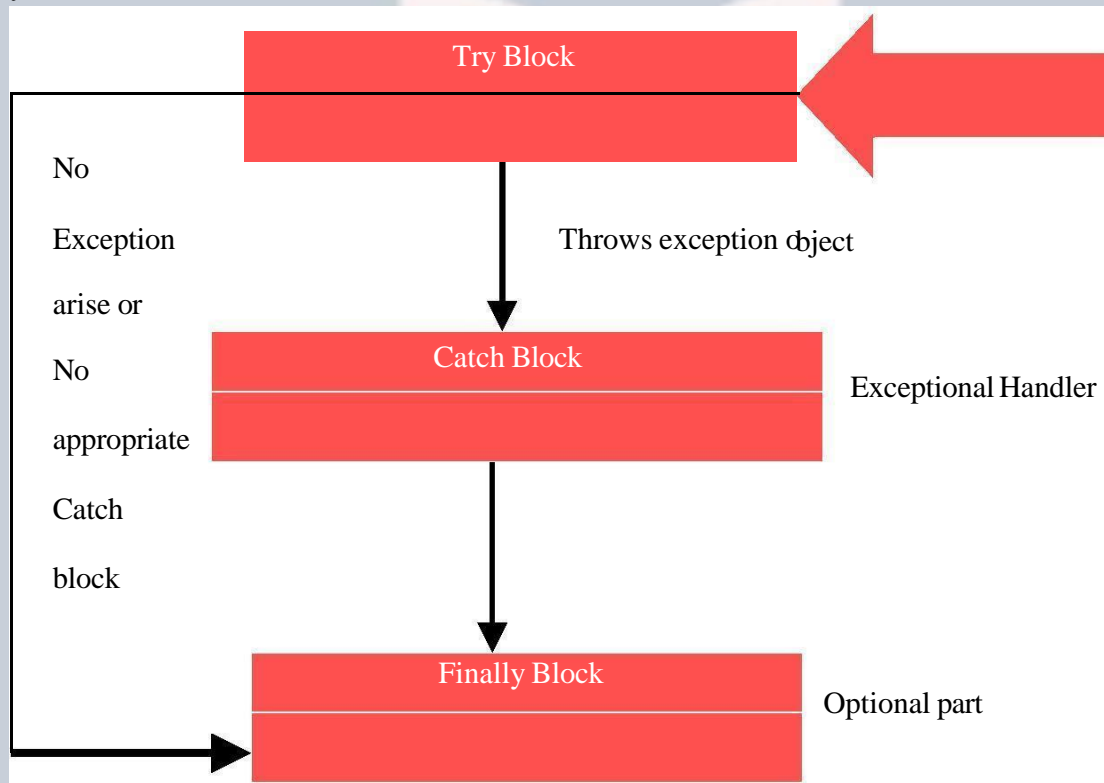 Try Block
No
Exception
arise or
No
appropriate
Catch
block
Throws exception object
Catch Block
Exceptional Handler
Finally Block
Optional part